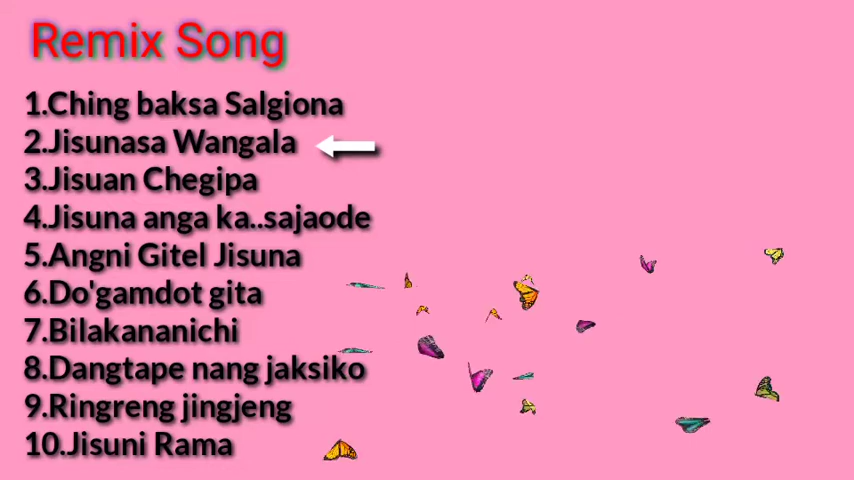 Remix Song
1.Ching baksa Salgiona
2.Jisunasa Wangala
3.Jisuan Chegipa
4.Jisuna anga ka..sajaode
5.Angni Gitel Jisuna
6.Do'gamdot gita
7.Bilakananichi
8.Dangtape nang jaksiko
9.Ringreng jingjeng
10.Jisuni Rama